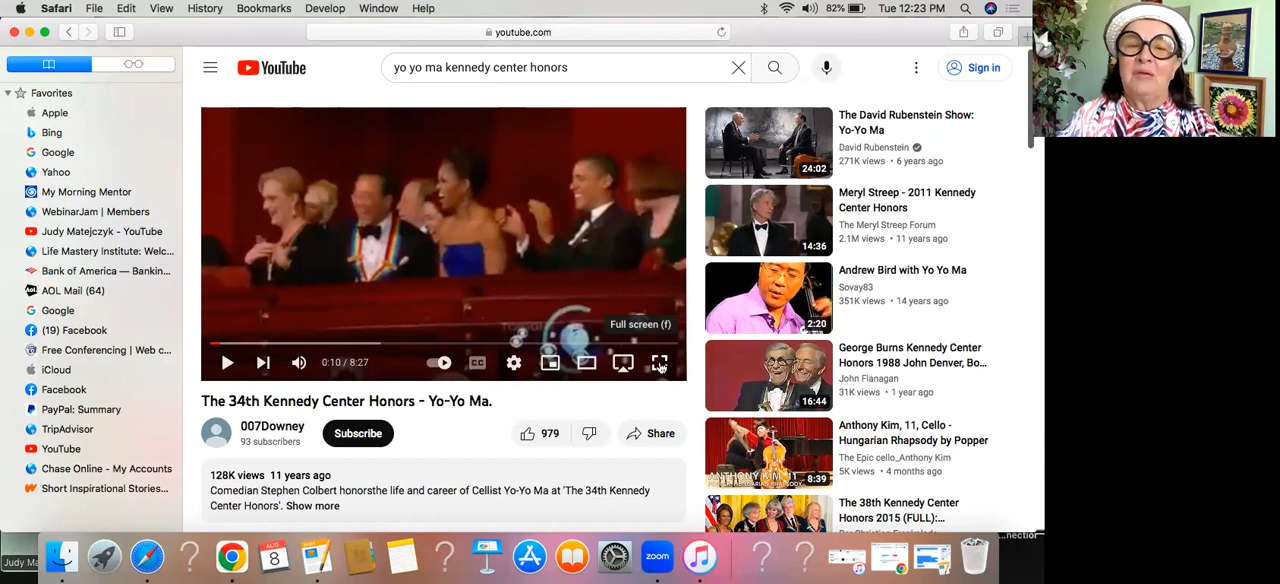 Safari File Edit View History Bookmarks Develop Window Help
82% Tue 12:23 PM
youtube.com
YouTube
yo yo ma kennedy center honors
Sign in
Favorites
Apple
Bing
Google
Yahoo
My Morning Mentor
WebinarJam | Members
Judy Matejczyk - YouTube
Life Mastery Institute: Welc...
Bank of America — Bankin...
AOL Mail (64)
Google
(19) Facebook
Free Conferencing | Web c...
iCloud
Facebook
PayPal: Summary
TripAdvisor
YouTube
Chase Online - My Accounts
Short Inspirational Stories...
Full screen (f)
0:10 / 8:27
CC
The 34th Kennedy Center Honors - Yo-Yo Ma.
007Downey
93 subscribers
Subscribe
979
Share
128K views 11 years ago
Comedian Stephen Colbert honorsthe life and career of Cellist Yo-Yo Ma at 'The 34th Kennedy
Center Honors'. Show more
24:02
The David Rubenstein Show:
Yo-Yo Ma
David Rubenstein
271K views • 6 years ago
14:36
Meryl Streep - 2011 Kennedy
Center Honors
The Meryl Streep Forum
2.1M views • 11 years ago
2:20
Andrew Bird with Yo Yo Ma
Sovay83
351K views • 14 years ago
16:44
George Burns Kennedy Center
Honors 1988 John Denver, Bo...
John Flanagan
31K views • 1 year ago
ANTHONY KIM, 11
8:39
Anthony Kim, 11, Cello -
Hungarian Rhapsody by Popper
The Epic cello_Anthony Kim
5K views • 4 months ago
The 38th Kennedy Center
Honors 2015 (FULL):...
Judy Ma
AUG
8
zoom
...nection